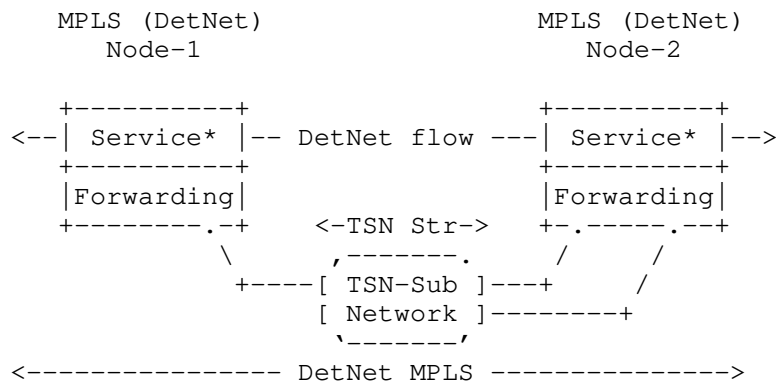 MPLS (DetNet) MPLS (DetNet)
Node-1 Node-2
<--| Service* |-- DetNet flow ---| Service* |-->
|Forwarding| |Forwarding|
<-TSN Str->
[ TSN-Sub ]
[ Network ]
<---------------- DetNet MPLS --------------->